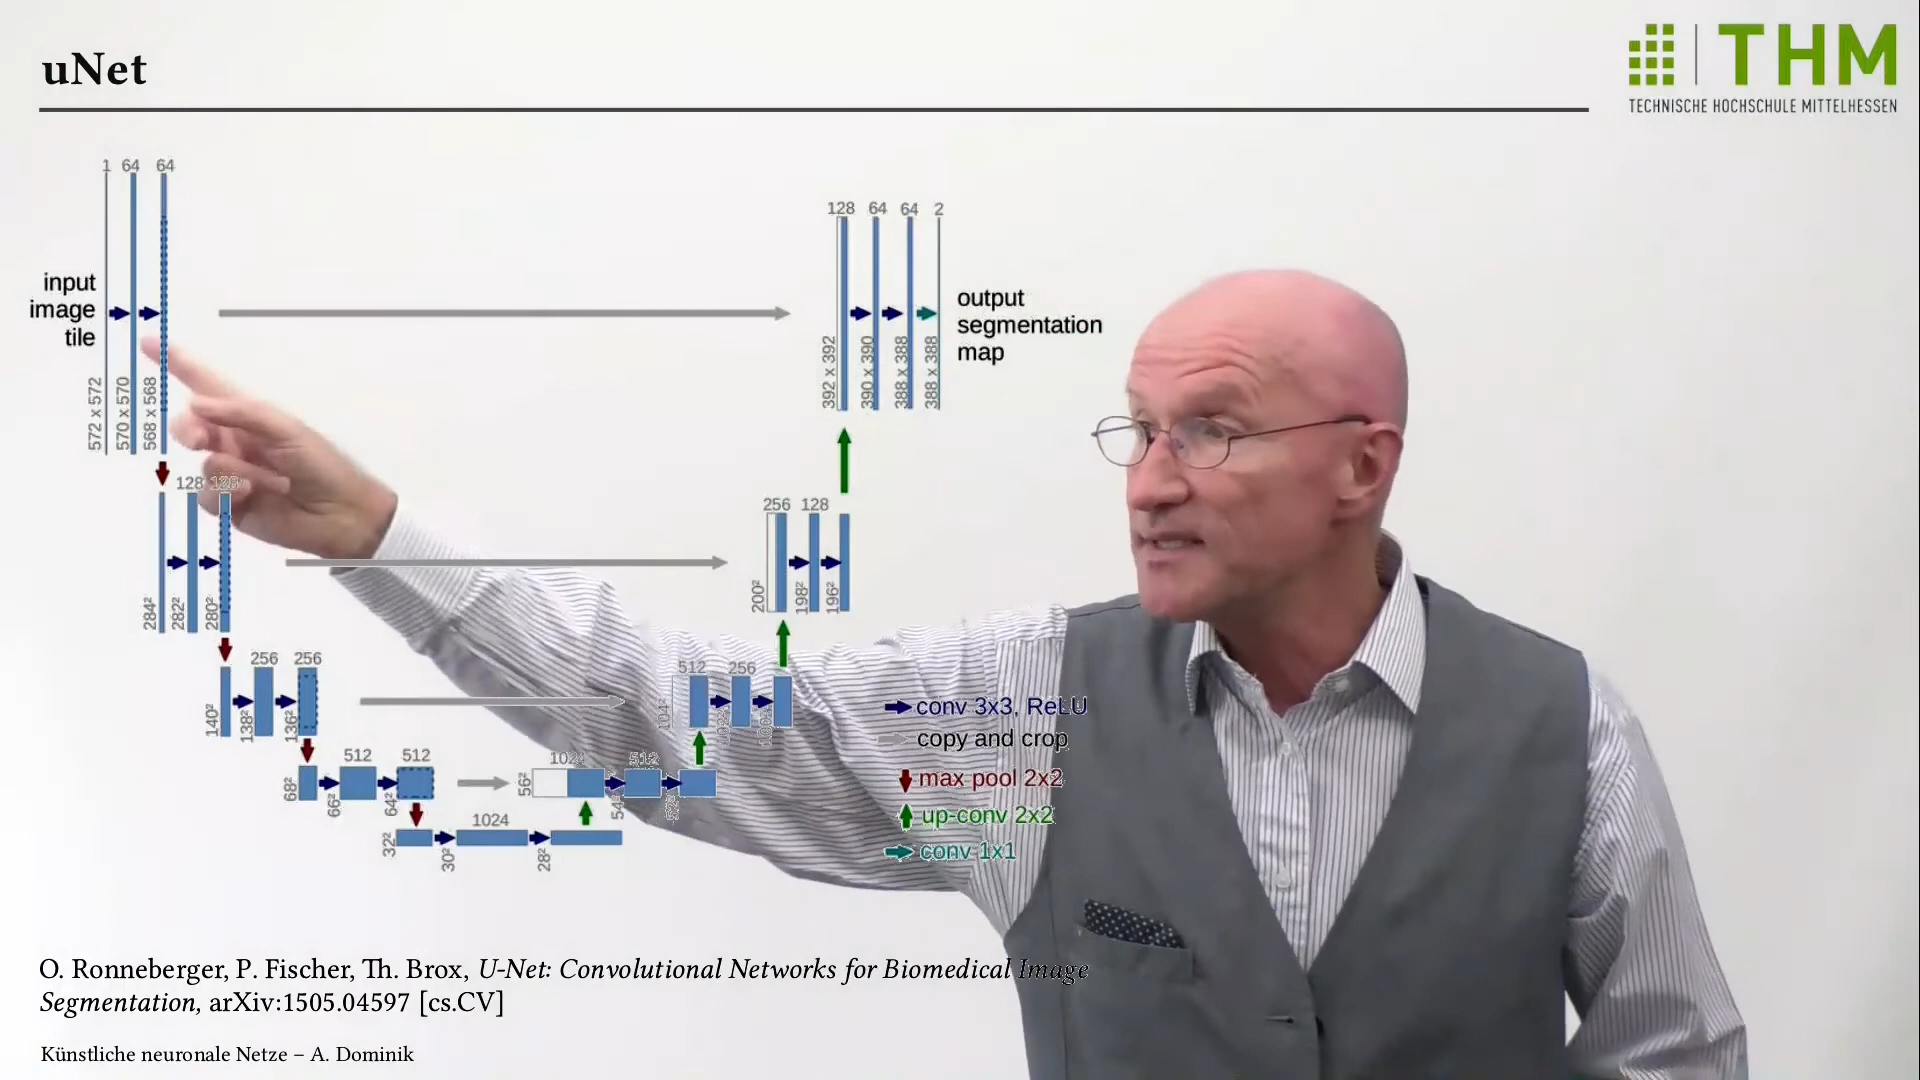 uNet
THM
TECHNISCHE HOCHSCHULE MITTELHESSEN
1 64 64
128 64 64 2
input
image
tile
output
segmentation
map
572 x 572
570 x 570
568 x 568
392 x 392
390 x 390
388 x 388
388 x 388
128 128
256 128
284²
282²
280²
200²
198²
196²
256 256
512 256
140²
138²
136²
104²
conv 3x3, ReLU
copy and crop
max pool 2x2
up-conv 2x2
conv 1x1
512 512
1024 512
68²
66²
64²
56²
1024
32²
30²
28²
O. Ronneberger, P. Fischer, Th. Brox, U-Net: Convolutional Networks for Biomedical Image
Segmentation, arXiv:1505.04597 [cs.CV]
Künstliche neuronale Netze – A. Dominik